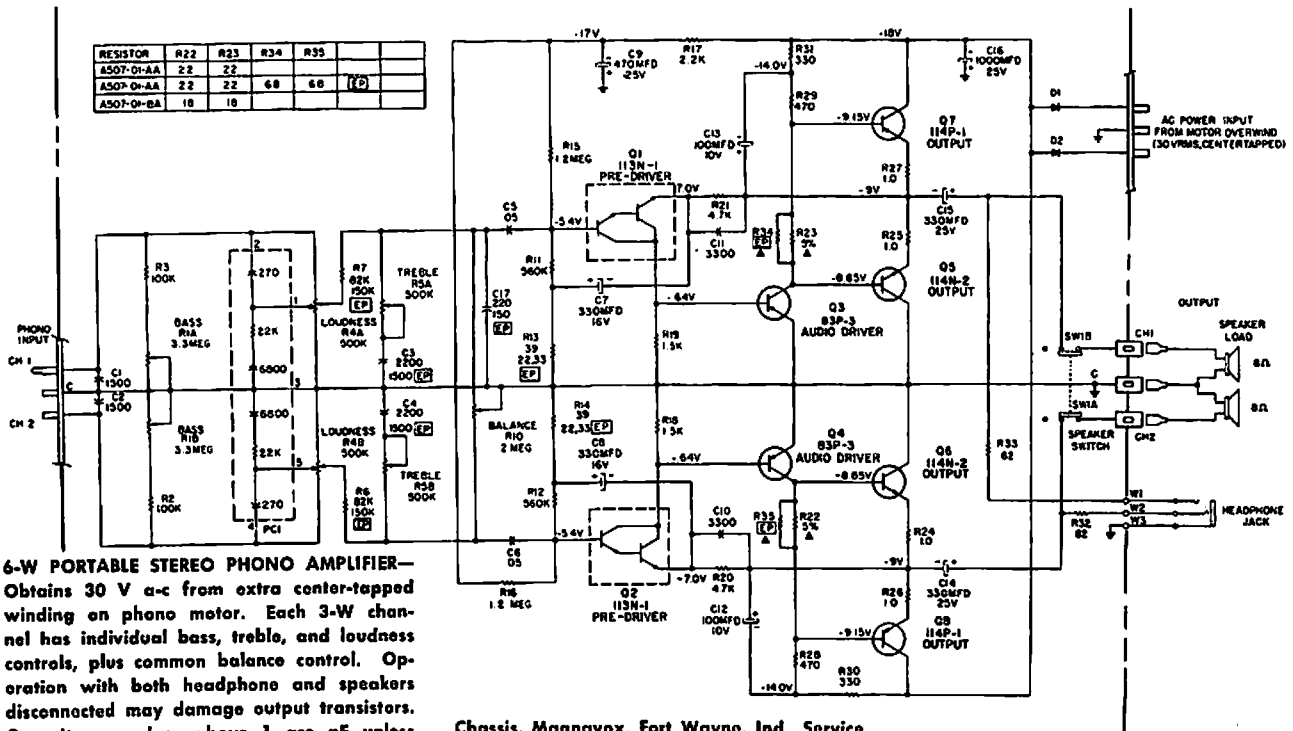 RESISTOR R22 R23 R34 R35
A507-01-AA 22 22
A507-01-AA 22 22 68 68 EP
A507-01-BA 18 18
-17V
C9
470MFD
25V
R17
2.2K
R31
330
-18V
C16
1000MFD
25V
-14.0V
R29
470
-9.15V
Q7
114P-1
OUTPUT
D1
D2
AC POWER INPUT
FROM MOTOR OVERWIND
(30VRMS, CENTERTAPPED)
R15
1.2MEG
Q1
113N-1
PRE-DRIVER
C13
100MFD
10V
R27
1.0
7.0V
R21
4.7K
-9V
C15
330MFD
25V
C5
.05
-5.4V
C11
3300
R34
EP
R23
5%
R25
1.0
R3
100K
2
270
1
R7
82K
150K
EP
TREBLE
R5A
500K
C17
220
150
EP
R11
560K
C7
330MFD
16V
-8.65V
Q5
114N-2
OUTPUT
.64V
Q3
83P-3
AUDIO DRIVER
OUTPUT
PHONO
INPUT
CH 1
C
CH 2
C1
1500
C2
1500
BASS
R1A
3.3MEG
22K
6800
LOUDNESS
R4A
500K
C3
2200
1500 EP
R13
39
22,33
EP
R19
1.5K
SW1B
CH1
SPEAKER
LOAD
8Ω
3
G
BASS
R1B
3.3MEG
6800
22K
5
LOUDNESS
R4B
500K
C4
2200
1500 EP
BALANCE
R10
2 MEG
R14
39
22,33 EP
C8
330MFD
16V
R18
1.5K
SW1A
SPEAKER
SWITCH
CH2
8Ω
Q4
83P-3
AUDIO DRIVER
Q6
114N-2
OUTPUT
R33
82
.64V
-8.65V
TREBLE
R5B
500K
R2
100K
270
4
PC1
R6
82K
150K
EP
R12
560K
C10
3300
R35
EP
R22
5%
R24
1.0
W1
W2
W3
R32
82
HEADPHONE
JACK
C6
.05
-5.4V
Q2
113N-1
PRE-DRIVER
+7.0V
R20
4.7K
-9V
C14
330MFD
25V
R26
1.0
R16
1.2 MEG
C12
100MFD
10V
-9.15V
Q8
114P-1
OUTPUT
R28
470
R30
330
-14.0V
6-W PORTABLE STEREO PHONO AMPLIFIER—
Obtains 30 V a-c from extra center-tapped
winding on phono motor. Each 3-W chan-
nel has individual bass, treble, and loudness
controls, plus common balance control. Op-
eration with both headphone and speakers
disconnected may damage output transistors.
Chassis, Magnavox, Fort Wayne, Ind. Service